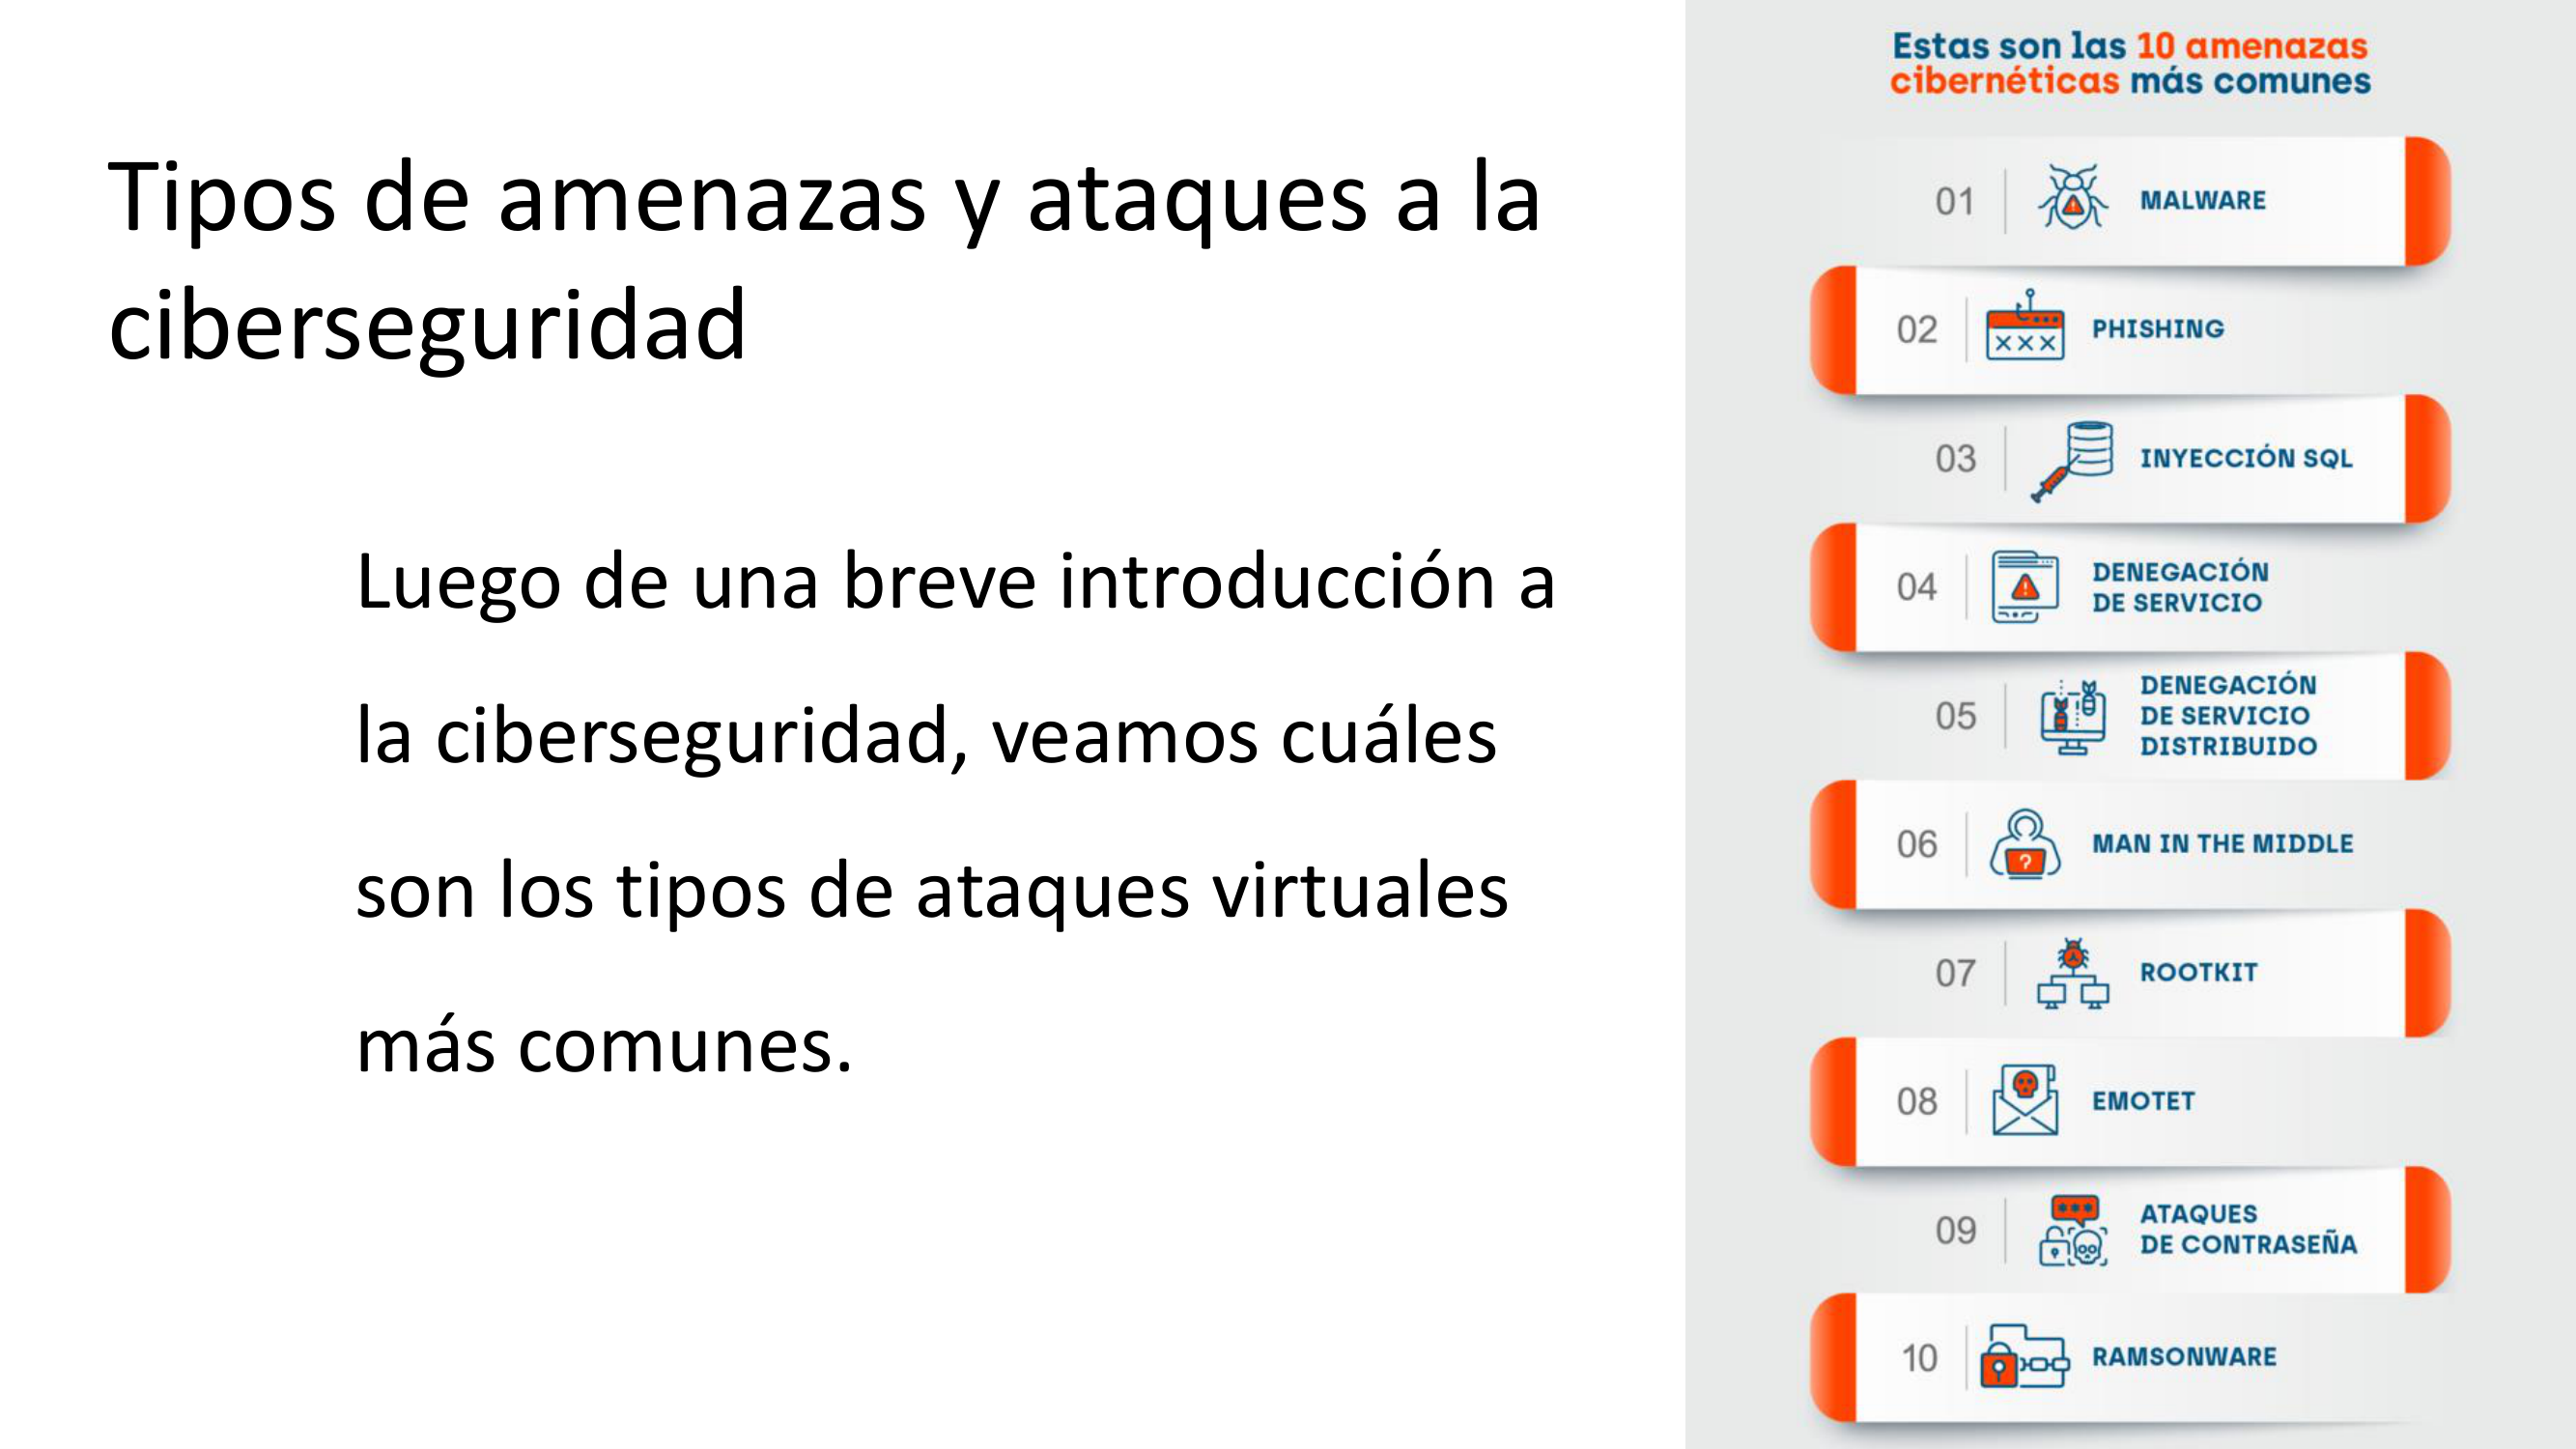 Tipos de amenazas y ataques a la
ciberseguridad
Luego de una breve introducción a
la ciberseguridad, veamos cuáles
son los tipos de ataques virtuales
más comunes.
Estas son las 10 amenazas
cibernéticas más comunes
01 MALWARE
02 PHISHING
03 INYECCIÓN SQL
04 DENEGACIÓN
DE SERVICIO
05 DENEGACIÓN
DE SERVICIO
DISTRIBUIDO
06 MAN IN THE MIDDLE
07 ROOTKIT
08 EMOTET
09 ATAQUES
DE CONTRASEÑA
10 RAMSONWARE